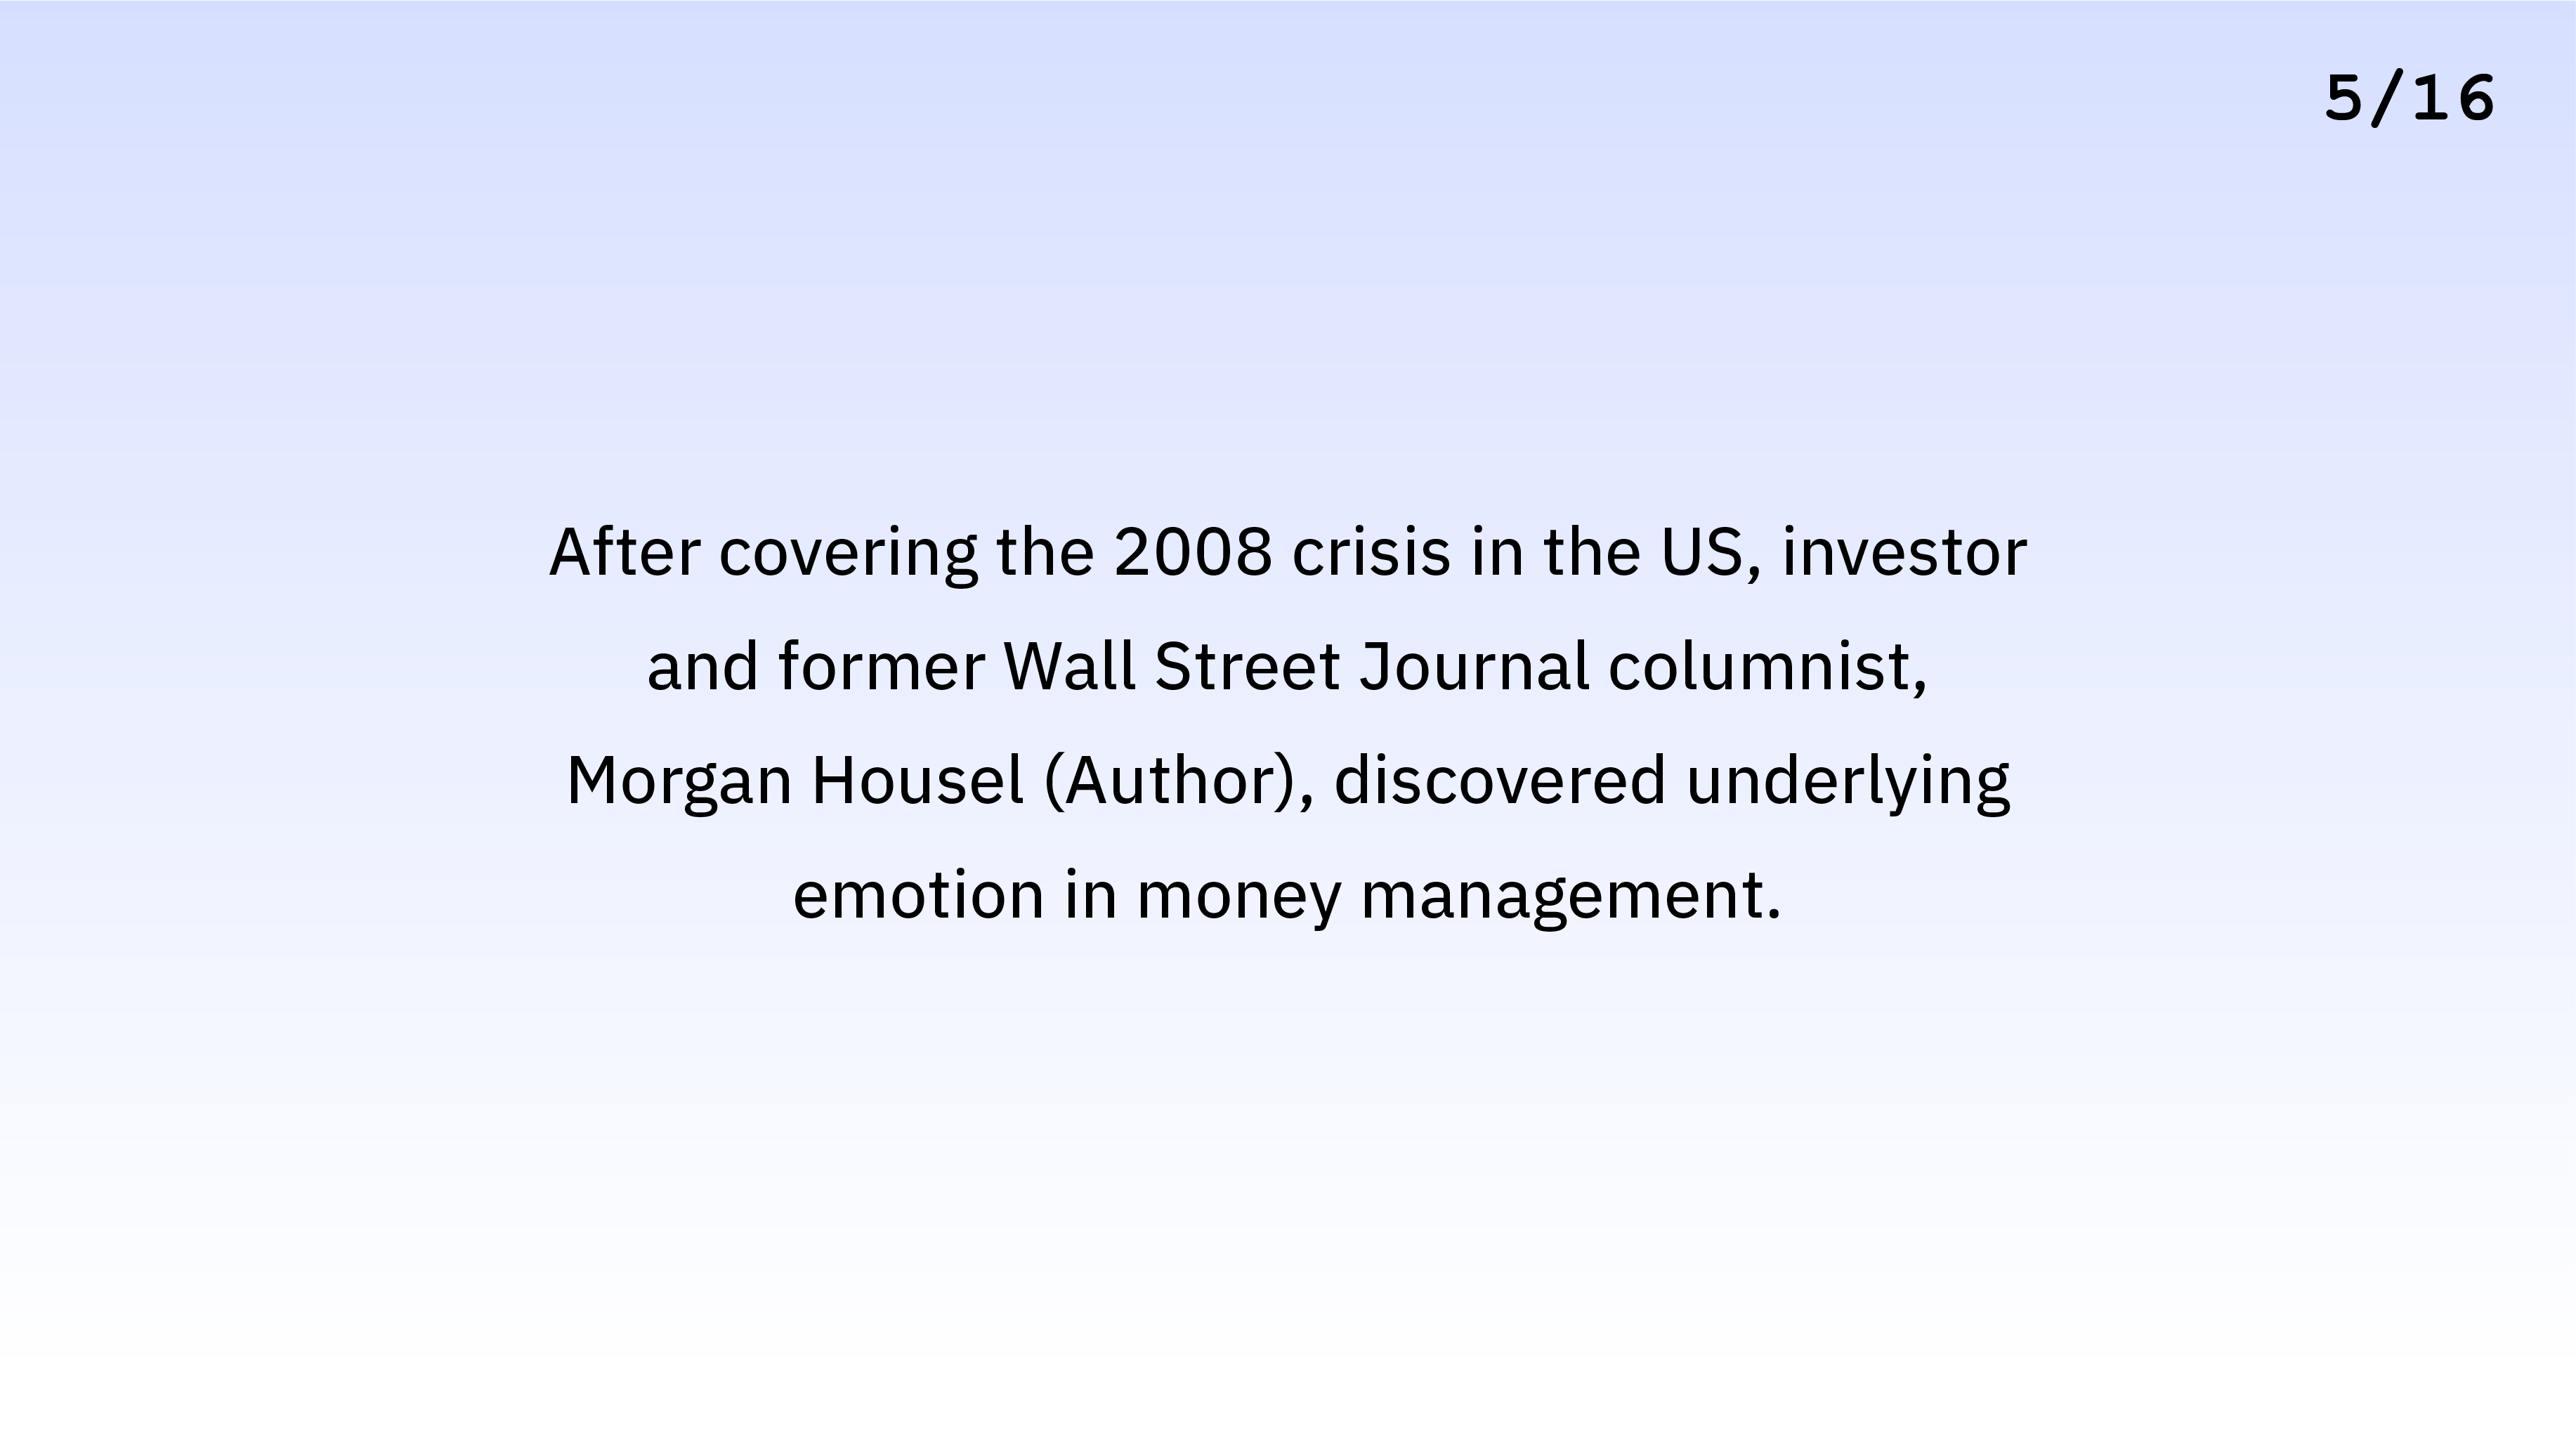 5/16
After covering the 2008 crisis in the US, investor
and former Wall Street Journal columnist,
Morgan Housel (Author), discovered underlying
emotion in money management.